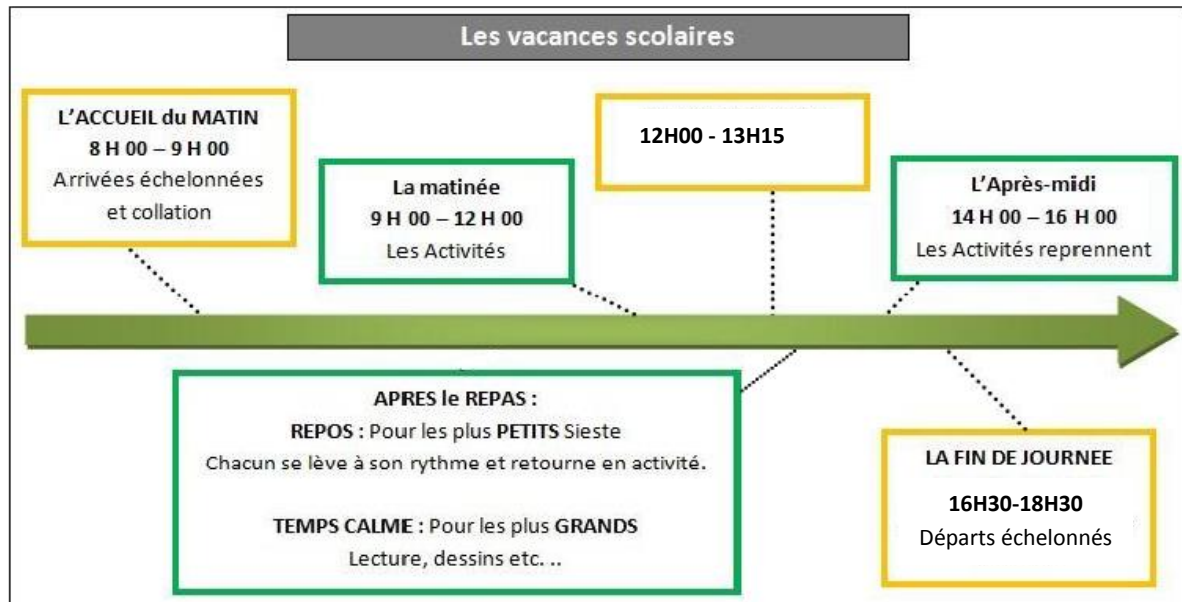 Les vacances scolaires
L'ACCUEIL du MATIN
8 H 00 – 9 H 00
Arrivées échelonnées
et collation
La matinée
9 H 00 – 12 H 00
Les Activités
12H00 - 13H15
L'Après-midi
14 H 00 – 16 H 00
Les Activités reprennent
APRES le REPAS :
REPOS : Pour les plus PETITS Sieste
Chacun se lève à son rythme et retourne en activité.
TEMPS CALME : Pour les plus GRANDS
Lecture, dessins etc. ..
LA FIN DE JOURNEE
16H30-18H30
Départs échelonnés